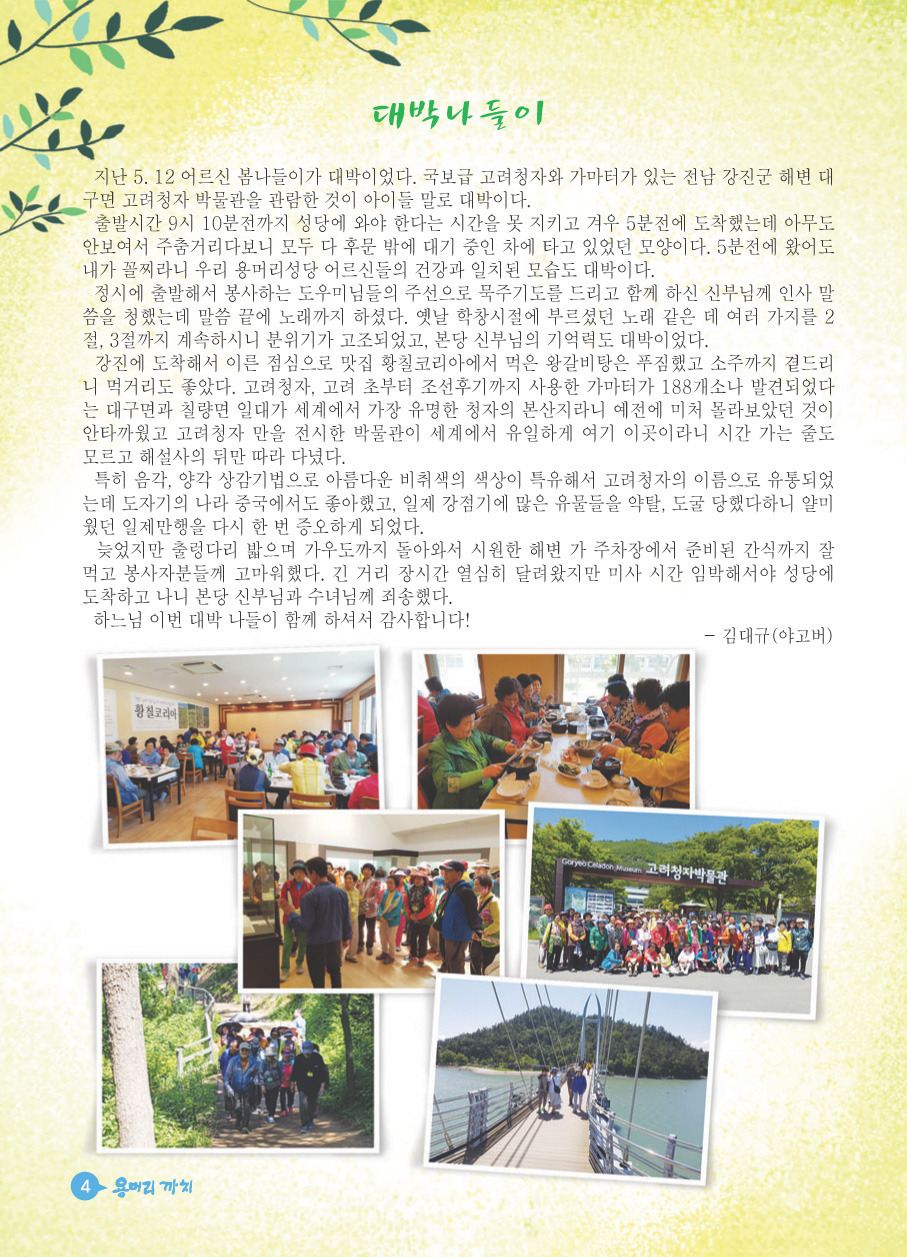 대박나들이
지난 5. 12 어르신 봄나들이가 대박이었다. 국보급 고려청자와 가마터가 있는 전남 강진군 해변 대
구면 고려청자 박물관을 관람한 것이 아이들 말로 대박이다.
출발시간 9시 10분전까지 성당에 와야 한다는 시간을 못 지키고 겨우 5분전에 도착했는데 아무도
안보여서 주춤거리다보니 모두 다 후문 밖에 대기 중인 차에 타고 있었던 모양이다. 5분전에 왔어도
내가 꼴찌라니 우리 용머리성당 어르신들의 건강과 일치된 모습도 대박이다.
정시에 출발해서 봉사하는 도우미님들의 주선으로 묵주기도를 드리고 함께 하신 신부님께 인사 말
씀을 청했는데 말씀 끝에 노래까지 하셨다. 옛날 학창시절에 부르셨던 노래 같은 데 여러 가지를 2
절, 3절까지 계속하시니 분위기가 고조되었고, 본당 신부님의 기억력도 대박이었다.
강진에 도착해서 이른 점심으로 맛집 황칠코리아에서 먹은 왕갈비탕은 푸짐했고 소주까지 곁드리
니 먹거리도 좋았다. 고려청자, 고려 초부터 조선후기까지 사용한 가마터가 188개소나 발견되었다
는 대구면과 칠량면 일대가 세계에서 가장 유명한 청자의 본산지라니 예전에 미처 몰라보았던 것이
안타까웠고 고려청자 만을 전시한 박물관이 세계에서 유일하게 여기 이곳이라니 시간 가는 줄도
모르고 해설사의 뒤만 따라 다녔다.
특히 음각, 양각 상감기법으로 아름다운 비취색의 색상이 특유해서 고려청자의 이름으로 유통되었
는데 도자기의 나라 중국에서도 좋아했고, 일제 강점기에 많은 유물들을 약탈, 도굴 당했다하니 얄미
웠던 일제만행을 다시 한 번 증오하게 되었다.
늦었지만 출렁다리 밟으며 가우도까지 돌아와서 시원한 해변 가 주차장에서 준비된 간식까지 잘
먹고 봉사자분들께 고마워했다. 긴 거리 장시간 열심히 달려왔지만 미사 시간 임박해서야 성당에
도착하고 나니 본당 신부님과 수녀님께 죄송했다.
하느님 이번 대박 나들이 함께 하셔서 감사합니다!
- 김대규(야고버)
황칠코리아
Goryeo Celadon Museum 고려청자박물관
4 용머리 까치